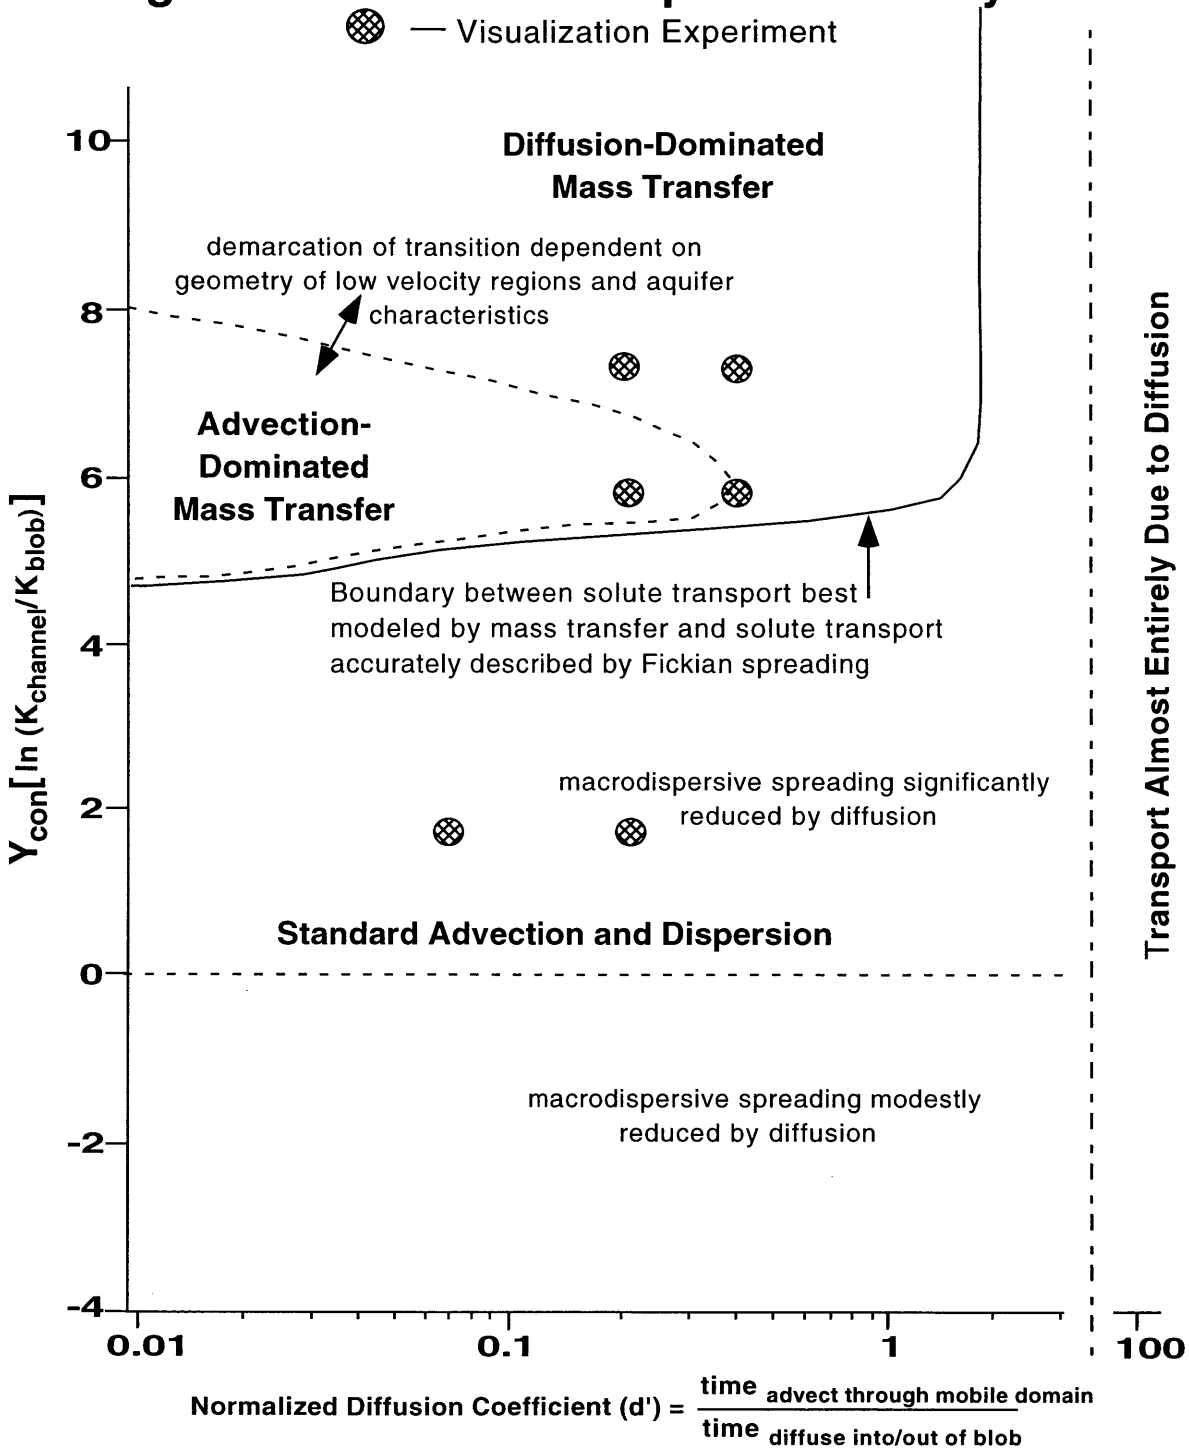 — Visualization Experiment
10
Diffusion-Dominated
Mass Transfer
demarcation of transition dependent on
geometry of low velocity regions and aquifer
characteristics
8
Advection-
Dominated
Mass Transfer
6
Boundary between solute transport best
modeled by mass transfer and solute transport
accurately described by Fickian spreading
4
macrodispersive spreading significantly
reduced by diffusion
2
Standard Advection and Dispersion
0
macrodispersive spreading modestly
reduced by diffusion
-2
-4
0.01 0.1 1 100
Ycon[ln (Kchannel/Kblob)]
Transport Almost Entirely Due to Diffusion
Normalized Diffusion Coefficient (d') =
time advect through mobile domain
time diffuse into/out of blob